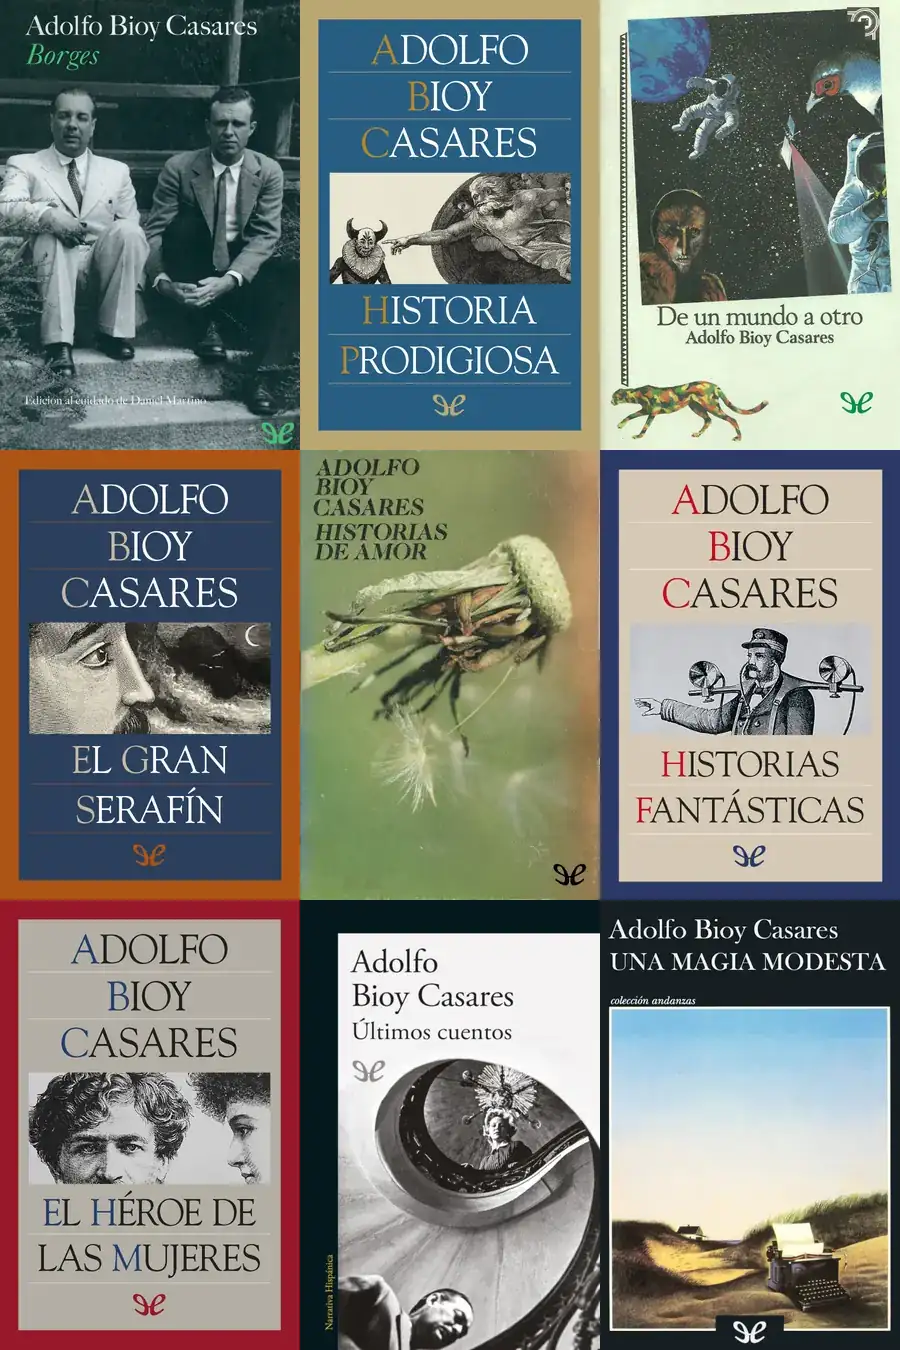 Adolfo Bioy Casares
Borges
Edición al cuidado de Daniel Martino
ADOLFO
BIOY
CASARES
HISTORIA
PRODIGIOSA
De un mundo a otro
Adolfo Bioy Casares
ADOLFO
BIOY
CASARES
EL GRAN
SERAFÍN
ADOLFO
BIOY
CASARES
HISTORIAS
DE AMOR
ADOLFO
BIOY
CASARES
HISTORIAS
FANTÁSTICAS
ADOLFO
BIOY
CASARES
EL HÉROE DE
LAS MUJERES
Adolfo
Bioy Casares
Últimos cuentos
Narrativa Hispánica
Adolfo Bioy Casares
UNA MAGIA MODESTA
colección andanzas